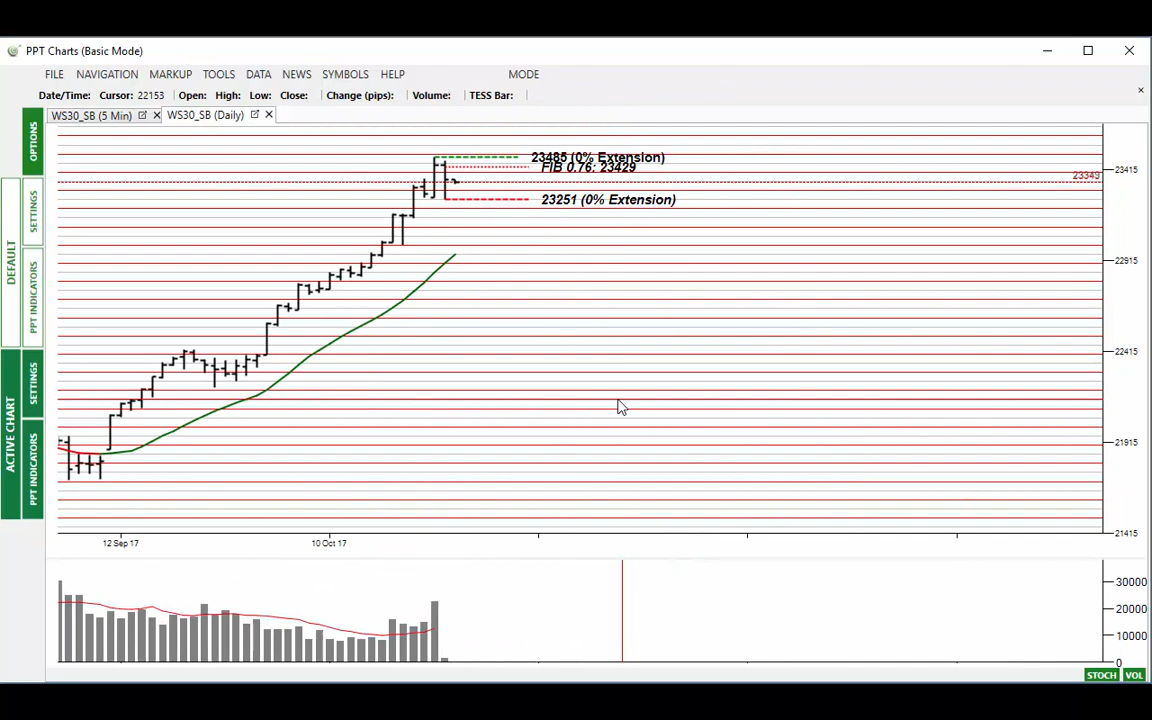 PPT Charts (Basic Mode)
FILE NAVIGATION MARKUP TOOLS DATA NEWS SYMBOLS HELP MODE
Date/Time: Cursor: 22153 Open: High: Low: Close: Change (pips): Volume: TESS Bar:
WS30_SB (5 Min) WS30_SB (Daily)
OPTIONS
SETTINGS
DEFAULT
PPT INDICATORS
SETTINGS
ACTIVE CHART
PPT INDICATORS
23485 (0% Extension)
FIB 0.76: 23429
23415
23349
23251 (0% Extension)
22915
22415
21915
21415
12 Sep 17 10 Oct 17
30000
20000
10000
0
STOCH VOL